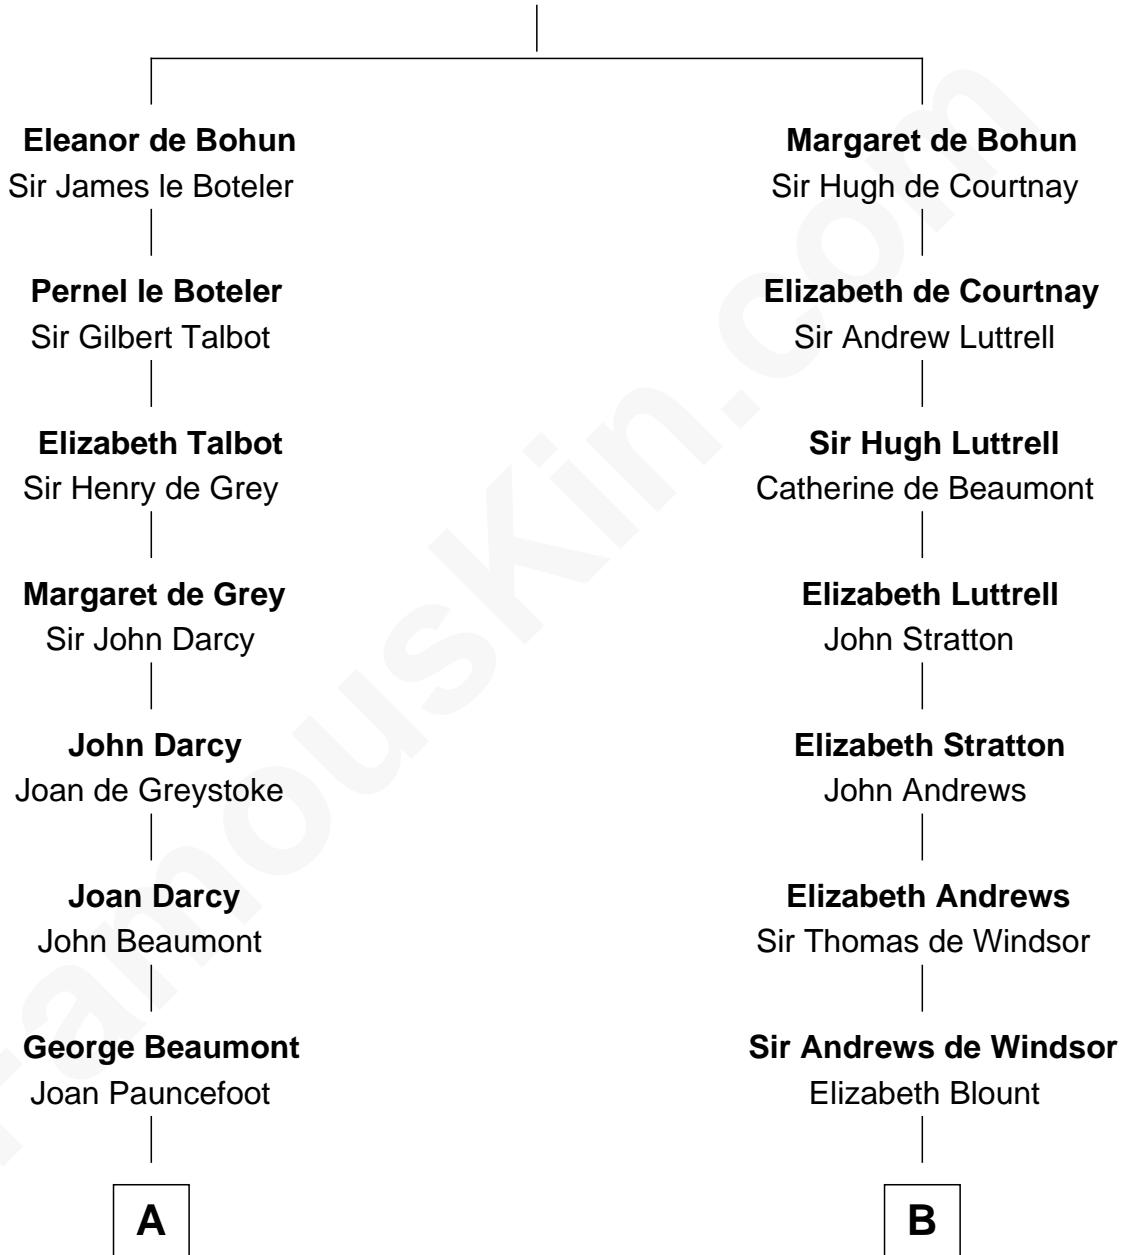 Eleanor de Bohun
Sir James le Boteler
Pernel le Boteler
Sir Gilbert Talbot
Elizabeth Talbot
Sir Henry de Grey
Margaret de Grey
Sir John Darcy
John Darcy
Joan de Greystoke
Joan Darcy
John Beaumont
George Beaumont
Joan Pauncefoot
A
Margaret de Bohun
Sir Hugh de Courtnay
Elizabeth de Courtnay
Sir Andrew Luttrell
Sir Hugh Luttrell
Catherine de Beaumont
Elizabeth Luttrell
John Stratton
Elizabeth Stratton
John Andrews
Elizabeth Andrews
Sir Thomas de Windsor
Sir Andrews de Windsor
Elizabeth Blount
B
FamousKin.com